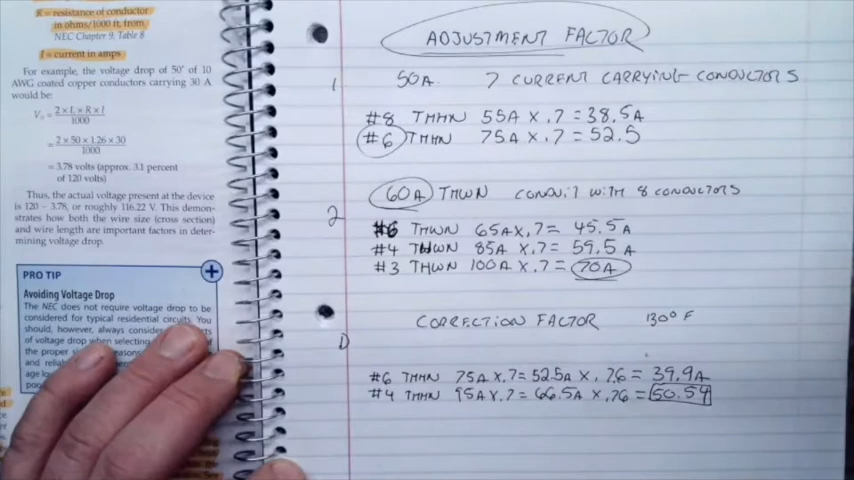 R = resistance of conductor
in ohms/1000 ft, from
NEC Chapter 9, Table 8
I = current in amps
For example, the voltage drop of 50' of 10
AWG coated copper conductors carrying 30 A
would be:
2 × L × R × I
1000
2 × 50 × 1.26 × 30
1000
= 3.78 volts (approx. 3.1 percent
of 120 volts)
Thus, the actual voltage present at the device
is 120 – 3.78, or roughly 116.22 V. This demon-
strates how both the wire size (cross section)
and wire length are important factors in deter-
mining voltage drop.
PRO TIP
Avoiding Voltage Drop
The NEC does not require voltage drop to be
considered for typical residential circuits. You
should, however, always
when selecting
the proper
ADJUSTMENT FACTOR
1 50A. 7 CURRENT CARRYING CONDUCTORS
#8 THHN 55A X .7 = 38.5A
#6 THHN 75A X .7 = 52.5
2 60A THWN CONDUIT WITH 8 CONDUCTORS
#6 THWN 65A X .7 = 45.5A
#4 THWN 85A X .7 = 59.5A
#3 THWN 100A X .7 = 70A
CORRECTION FACTOR 130° F
#6 THHN 75A X .7 = 52.5A X .76 = 39.9A
#4 THHN 95A X .7 = 66.5A X .76 = 50.54